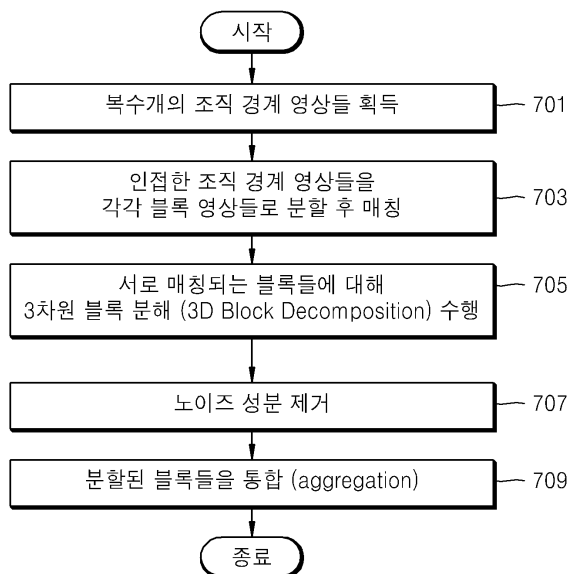 시작
복수개의 조직 경계 영상들 획득
701
인접한 조직 경계 영상들을
각각 블록 영상들로 분할 후 매칭
703
서로 매칭되는 블록들에 대해
3차원 블록 분해 (3D Block Decomposition) 수행
705
노이즈 성분 제거
707
분할된 블록들을 통합 (aggregation)
709
종료